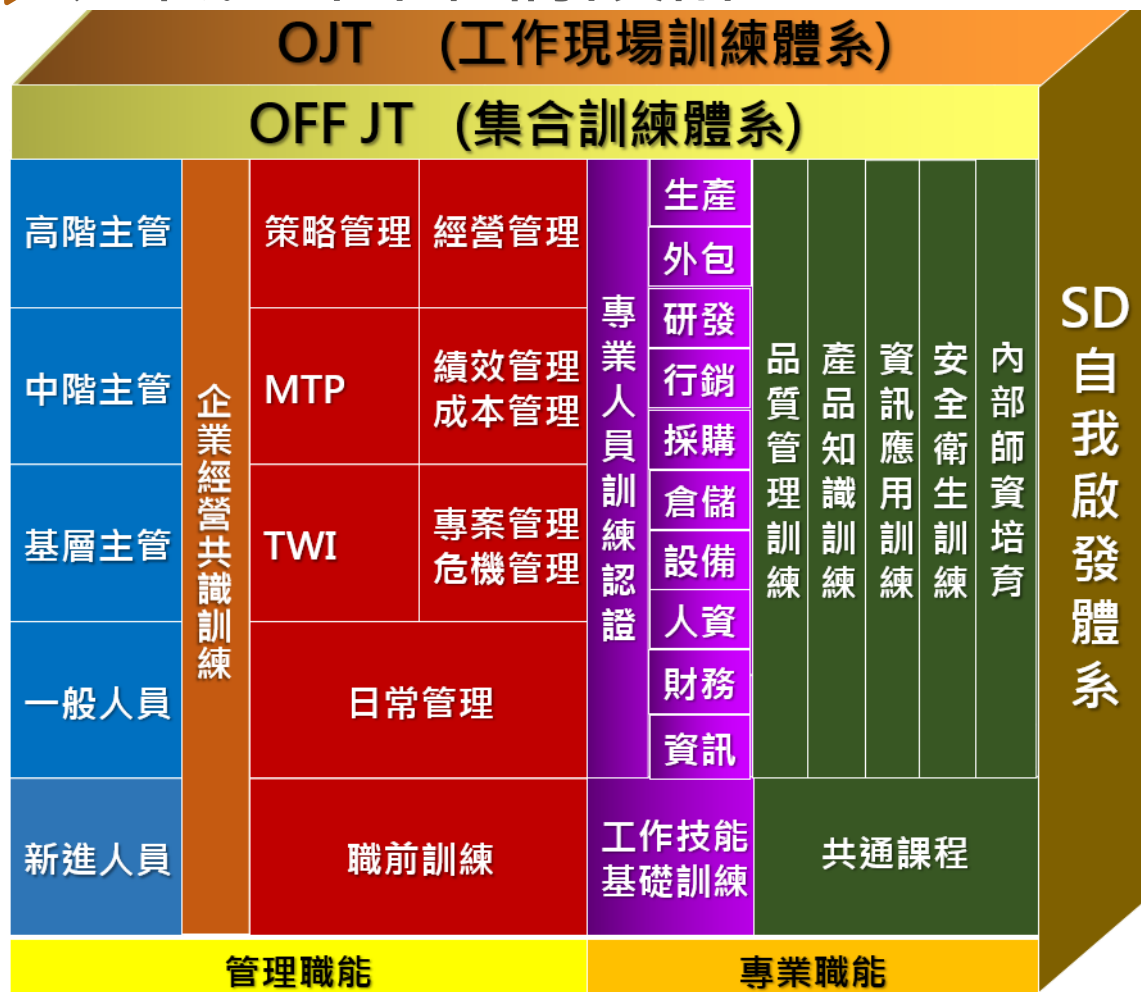 OJT (工作現場訓練體系)
OFF JT (集合訓練體系)
高階主管
中階主管
基層主管
一般人員
新進人員
企業經營共識訓練
策略管理
經營管理
MTP
績效管理
成本管理
TWI
專案管理
危機管理
日常管理
職前訓練
專業人員訓練認證
生產
外包
研發
行銷
採購
倉儲
設備
人資
財務
資訊
工作技能
基礎訓練
品質管理訓練
產品知識訓練
資訊應用訓練
安全衛生訓練
內部師資培育
共通課程
SD自我啟發體系
管理職能
專業職能